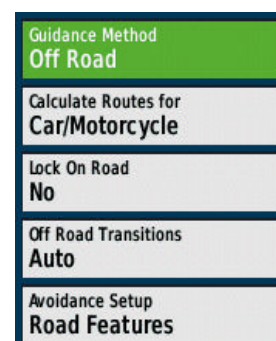 Guidance Method
Off Road
Calculate Routes for
Car/Motorcycle
Lock On Road
No
Off Road Transitions
Auto
Avoidance Setup
Road Features